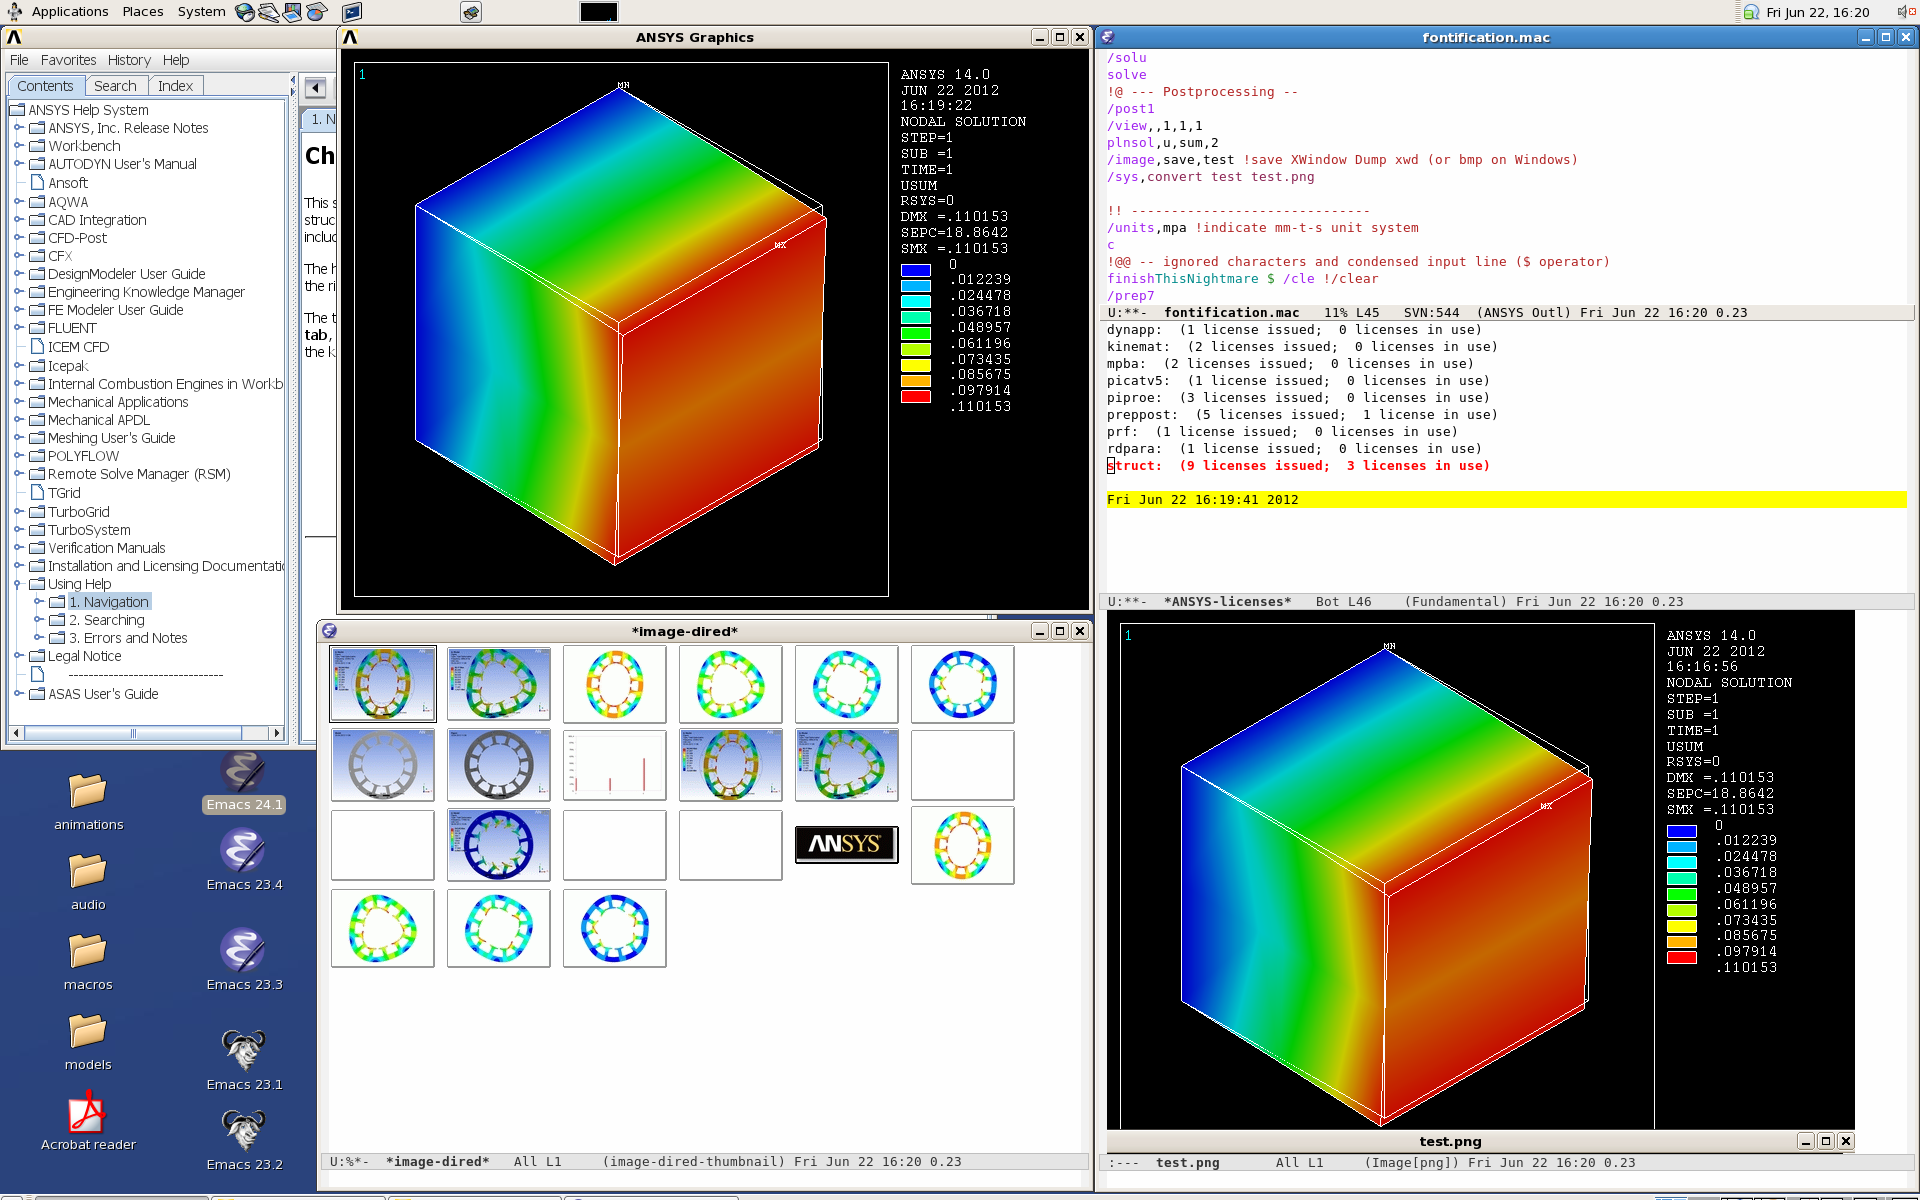 Applications Places System
Fri Jun 22, 16:20
File Favorites History Help
Contents Search Index
ANSYS Help System
ANSYS, Inc. Release Notes
Workbench
AUTODYN User's Manual
Ansoft
AQWA
CAD Integration
CFD-Post
CFX
DesignModeler User Guide
Engineering Knowledge Manager
FE Modeler User Guide
FLUENT
ICEM CFD
Icepak
Internal Combustion Engines in Workb
Mechanical Applications
Mechanical APDL
Meshing User's Guide
POLYFLOW
Remote Solve Manager (RSM)
TGrid
TurboGrid
TurboSystem
Verification Manuals
Installation and Licensing Documentati
Using Help
1. Navigation
2. Searching
3. Errors and Notes
Legal Notice
------------------------------
ASAS User's Guide
1. N
Ch
This s
struc
inclu
The h
the ri
The t
tab,
the k
ANSYS Graphics
1
MN
MX
ANSYS 14.0
JUN 22 2012
16:19:22
NODAL SOLUTION
STEP=1
SUB =1
TIME=1
USUM
RSYS=0
DMX =.110153
SEPC=18.8642
SMX =.110153
0
.012239
.024478
.036718
.048957
.061196
.073435
.085675
.097914
.110153
fontification.mac
/solu
solve
!@ --- Postprocessing --
/post1
/view,,1,1,1
plnsol,u,sum,2
/image,save,test !save XWindow Dump xwd (or bmp on Windows)
/sys,convert test test.png
!! ------------------------------
/units,mpa !indicate mm-t-s unit system
c
!@@ -- ignored characters and condensed input line ($ operator)
finishThisNightmare $ /cle !/clear
/prep7
U:**- fontification.mac 11% L45 SVN:544 (ANSYS Outl) Fri Jun 22 16:20 0.23
dynapp: (1 license issued; 0 licenses in use)
kinemat: (2 licenses issued; 0 licenses in use)
mpba: (2 licenses issued; 0 licenses in use)
picatv5: (1 license issued; 0 licenses in use)
piproe: (3 licenses issued; 0 licenses in use)
preppost: (5 licenses issued; 1 license in use)
prf: (1 license issued; 0 licenses in use)
rdpara: (1 license issued; 0 licenses in use)
struct: (9 licenses issued; 3 licenses in use)
Fri Jun 22 16:19:41 2012
U:**- *ANSYS-licenses* Bot L46 (Fundamental) Fri Jun 22 16:20 0.23
1
MN
MX
ANSYS 14.0
JUN 22 2012
16:16:56
NODAL SOLUTION
STEP=1
SUB =1
TIME=1
USUM
RSYS=0
DMX =.110153
SEPC=18.8642
SMX =.110153
0
.012239
.024478
.036718
.048957
.061196
.073435
.085675
.097914
.110153
test.png
:--- test.png All L1 (Image[png]) Fri Jun 22 16:20 0.23
*image-dired*
ANSYS
U:%*- *image-dired* All L1 (image-dired-thumbnail) Fri Jun 22 16:20 0.23
animations
audio
macros
models
Acrobat reader
Emacs 24.1
Emacs 23.4
Emacs 23.3
Emacs 23.1
Emacs 23.2